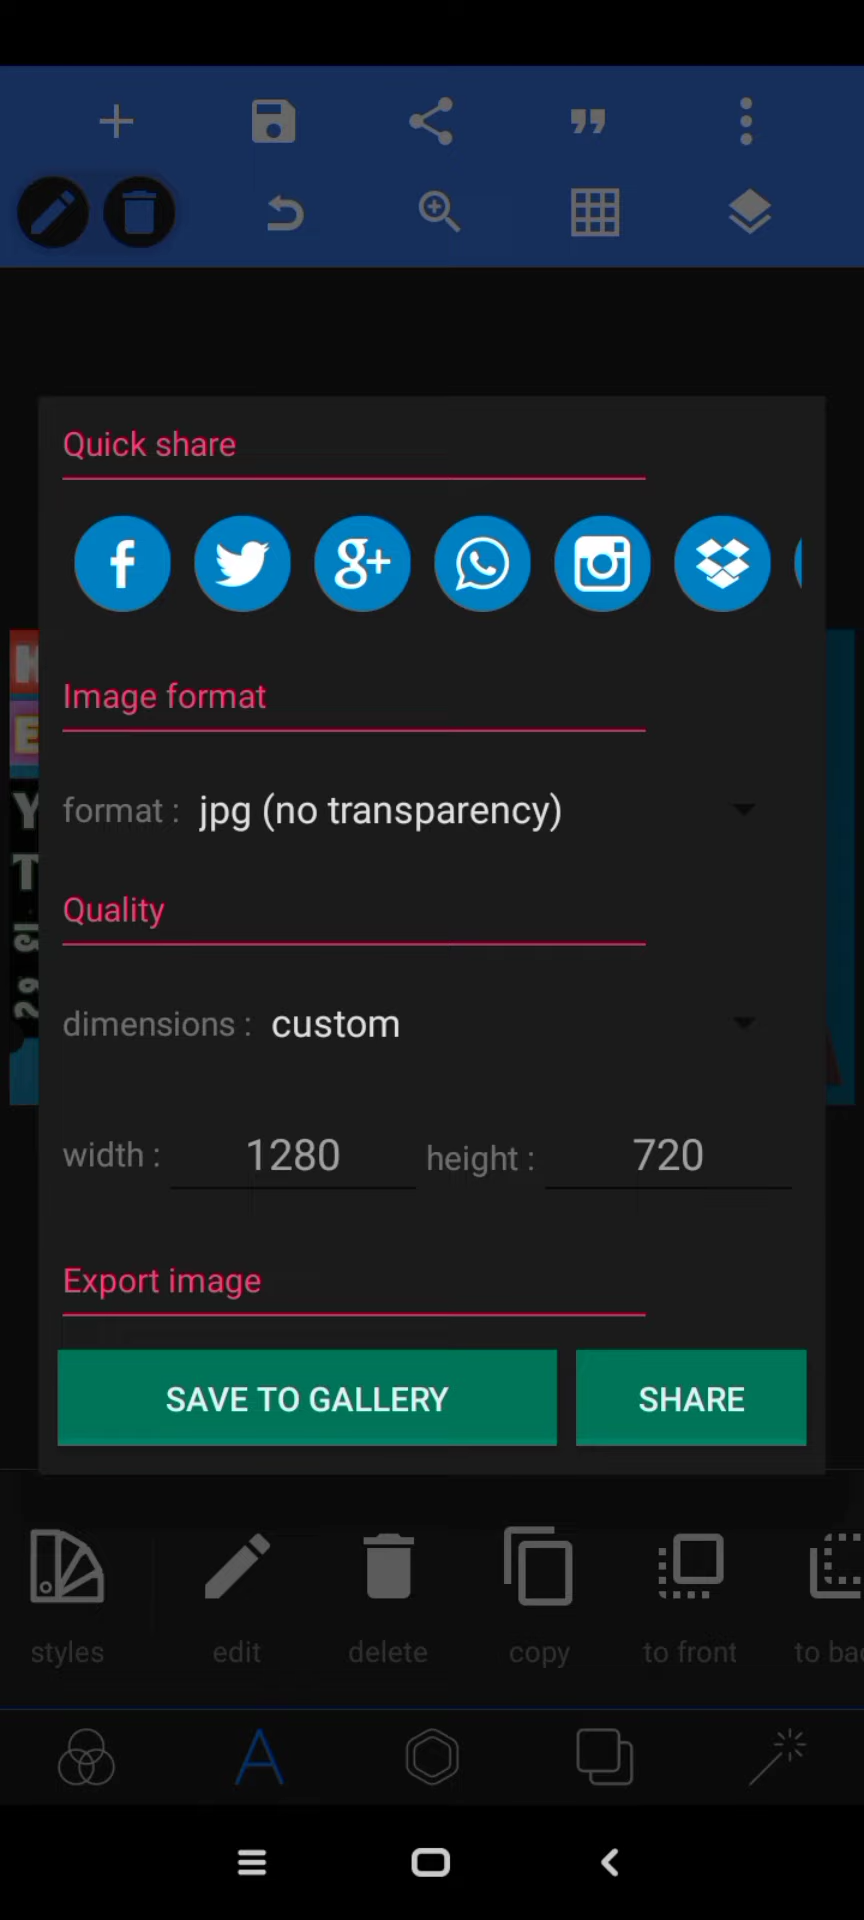 Quick share
Image format
format : jpg (no transparency)
Quality
dimensions : custom
width : 1280 height : 720
Export image
SAVE TO GALLERY SHARE
styles edit delete copy to front